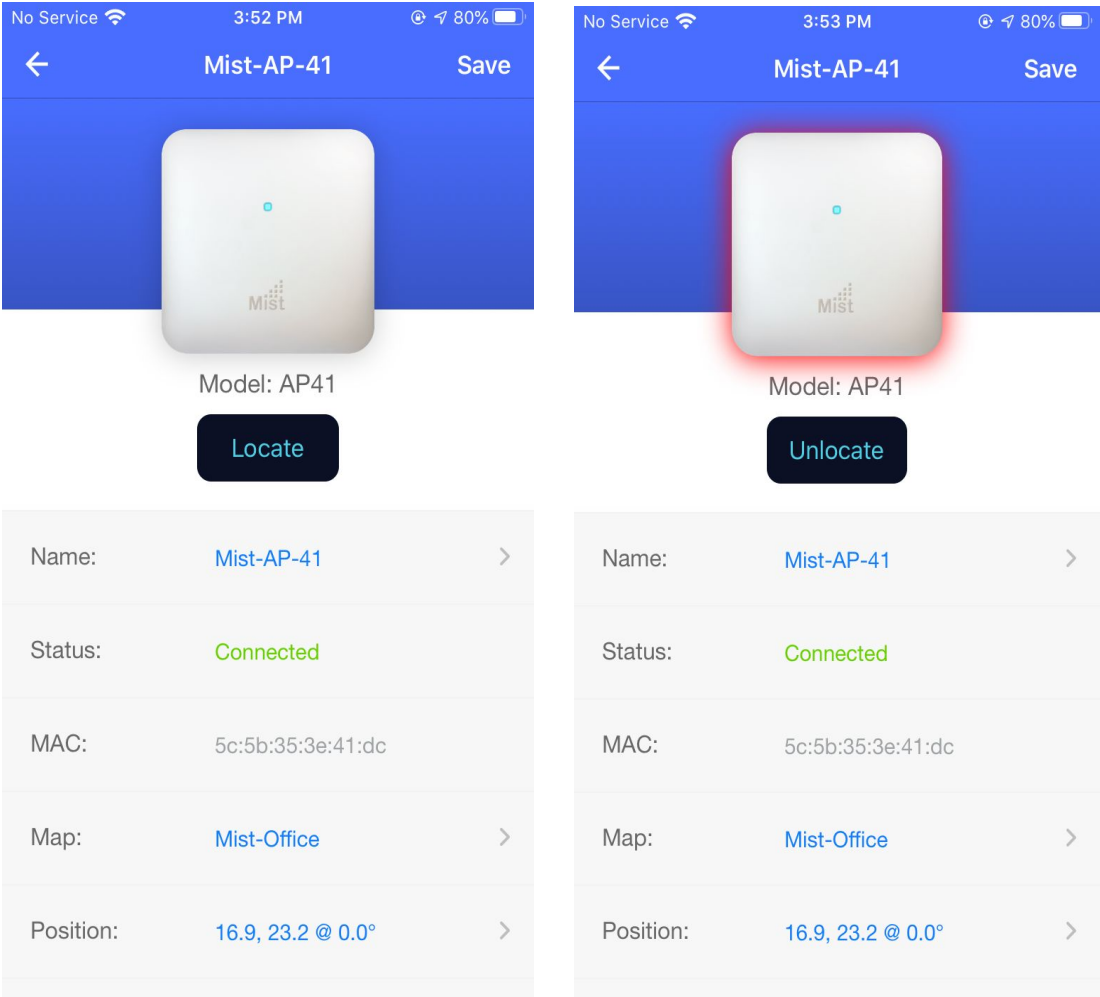 No Service 3:52 PM 80%
Mist-AP-41 Save
Mist
Model: AP41
Locate
Name: Mist-AP-41
Status: Connected
MAC: 5c:5b:35:3e:41:dc
Map: Mist-Office
Position: 16.9, 23.2 @ 0.0°
No Service 3:53 PM 80%
Mist-AP-41 Save
Mist
Model: AP41
Unlocate
Name: Mist-AP-41
Status: Connected
MAC: 5c:5b:35:3e:41:dc
Map: Mist-Office
Position: 16.9, 23.2 @ 0.0°